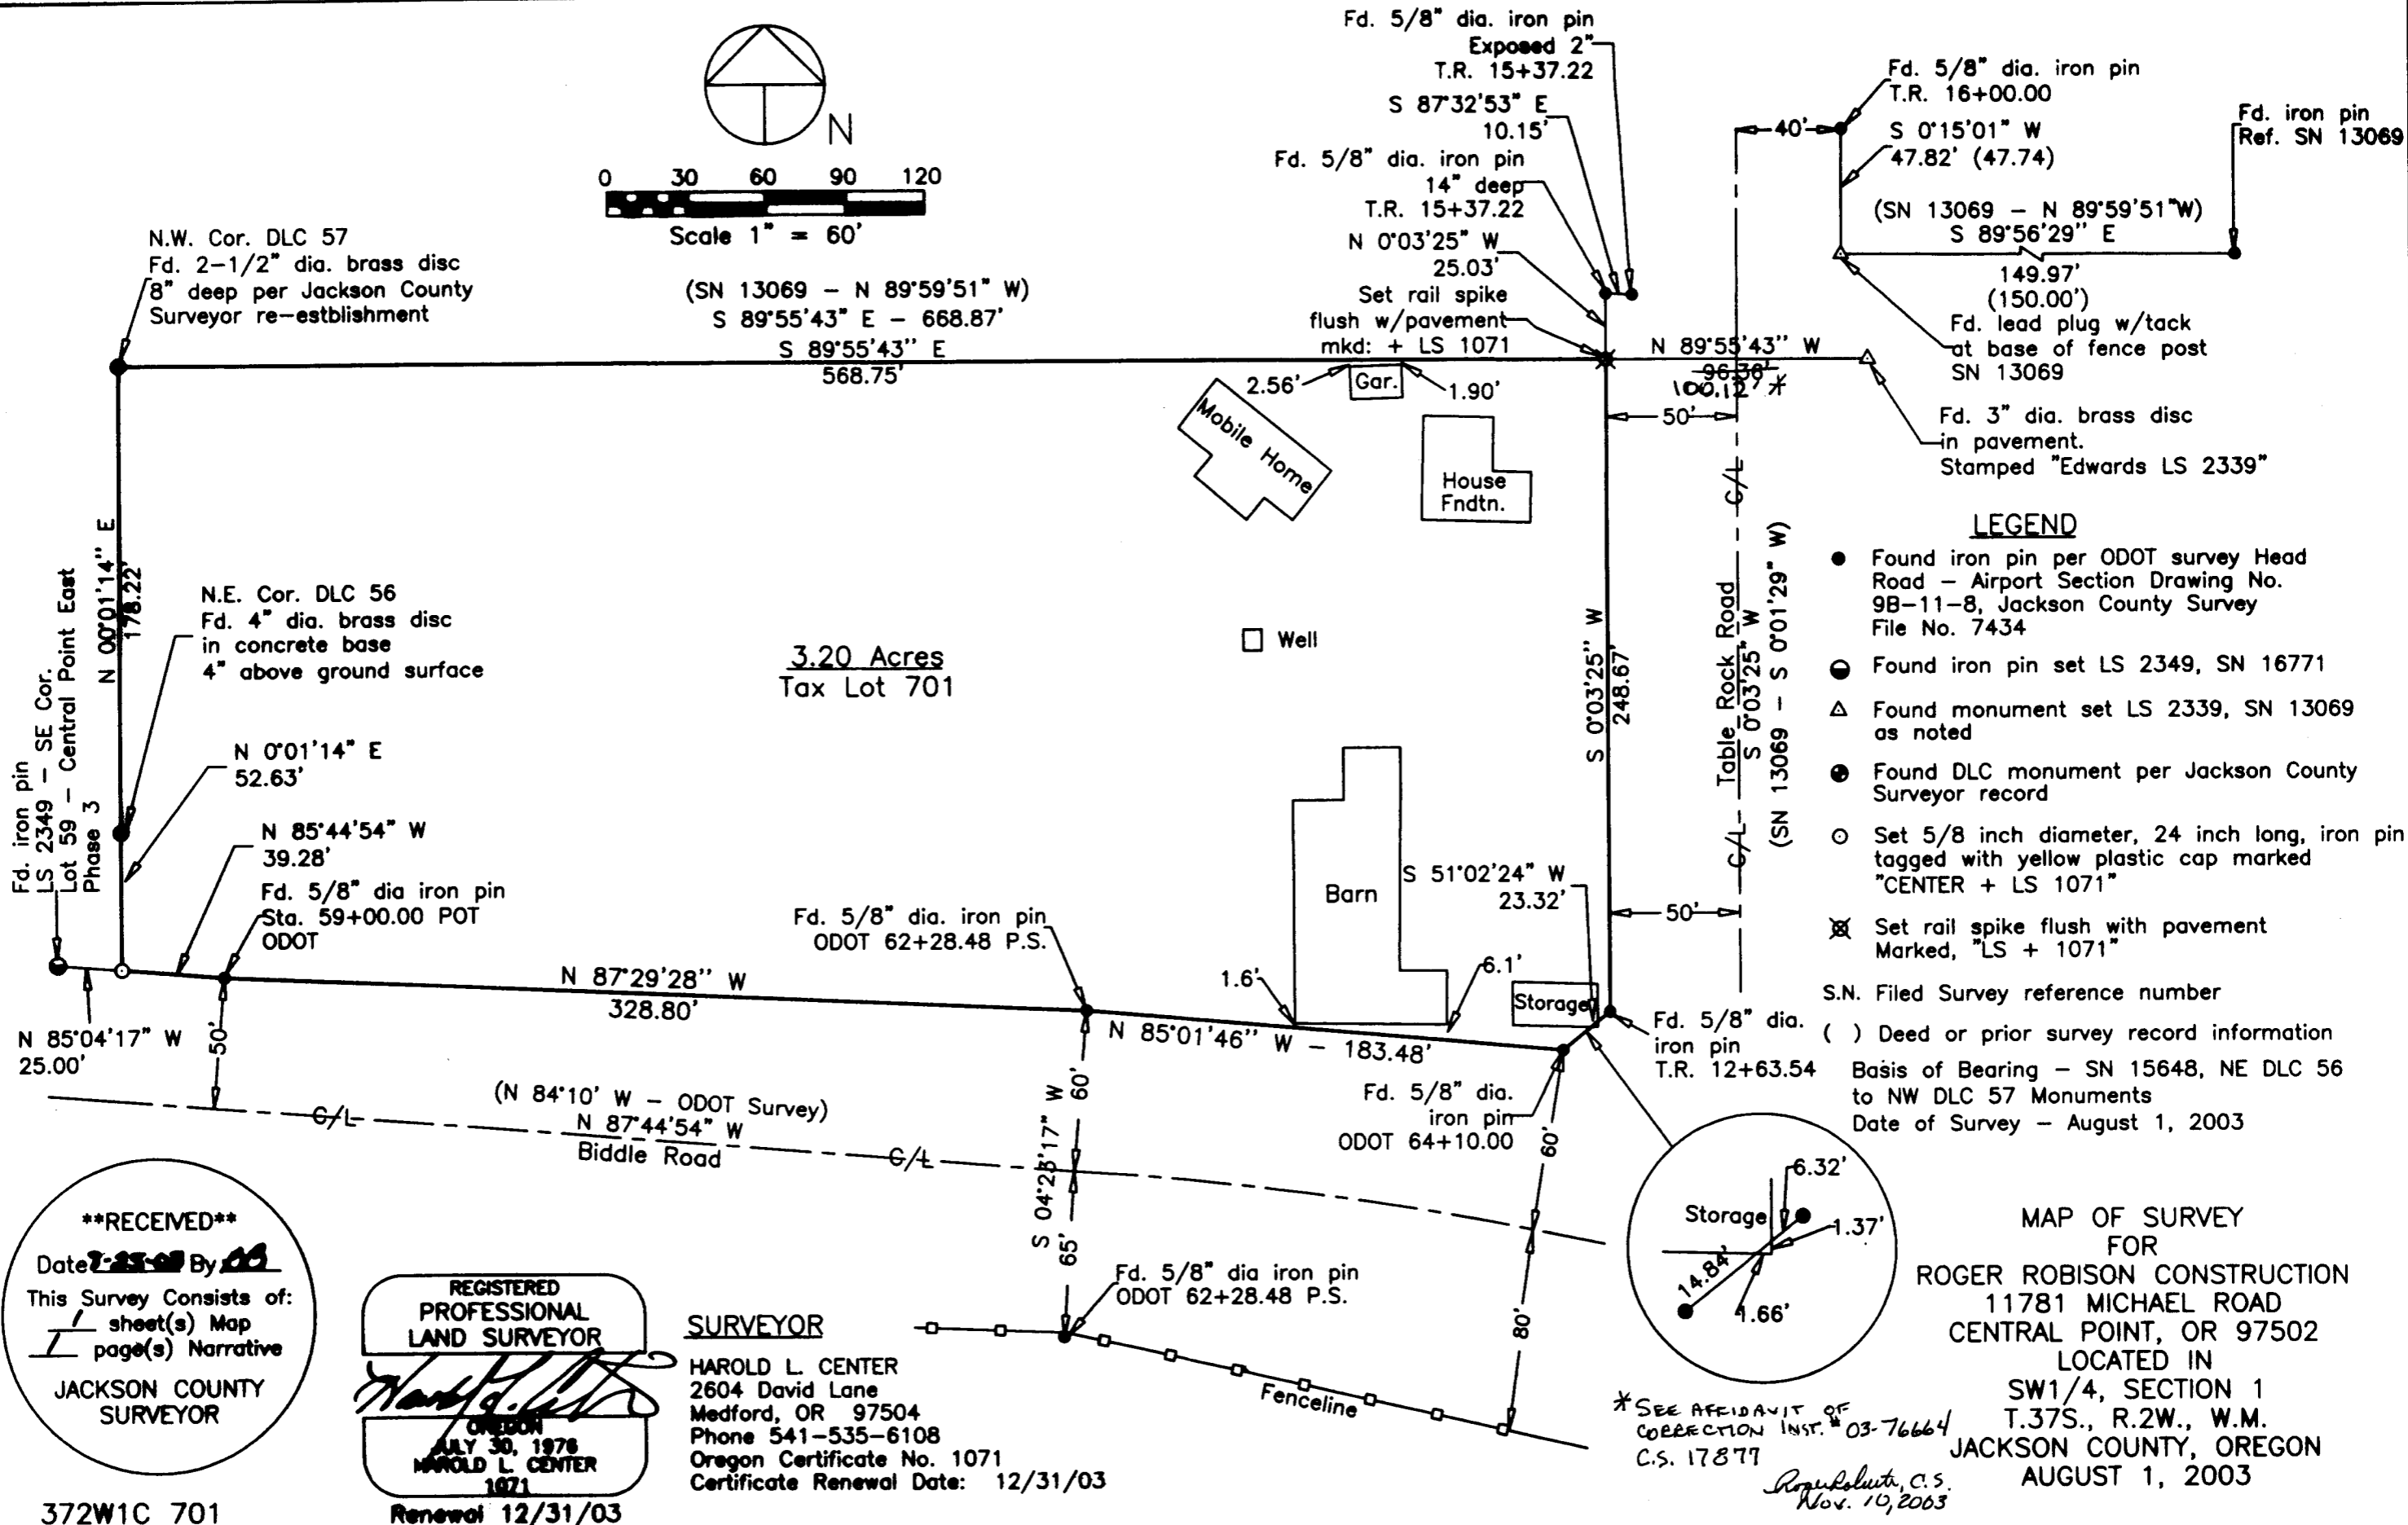 Fd. 5/8" dia. iron pin
Exposed 2"
T.R. 15+37.22
S 87°32'53" E
10.15'
Fd. 5/8" dia. iron pin
14" deep
T.R. 15+37.22
N 0°03'25" W
25.03'
Set rail spike
flush w/pavement
mkd: + LS 1071
Fd. 5/8" dia. iron pin
T.R. 16+00.00
40'
S 0°15'01" W
47.82' (47.74)
Fd. iron pin
Ref. SN 13069
(SN 13069 - N 89°59'51"W)
S 89°56'29" E
149.97'
(150.00')
Fd. lead plug w/tack
at base of fence post
SN 13069
N
0 30 60 90 120
Scale 1" = 60'
N.W. Cor. DLC 57
Fd. 2-1/2" dia. brass disc
8" deep per Jackson County
Surveyor re-estblishment
(SN 13069 - N 89°59'51" W)
S 89°55'43" E - 668.87'
S 89°55'43" E
568.75'
N 89°55'43" W
96.38'
100.12' *
50'
Fd. 3" dia. brass disc
in pavement.
Stamped "Edwards LS 2339"
2.56'
Gar.
1.90'
Mobile Home
House
Fndtn.
N 00°01'14" E
178.22'
N.E. Cor. DLC 56
Fd. 4" dia. brass disc
in concrete base
4" above ground surface
3.20 Acres
Tax Lot 701
Well
S 0°03'25" W
248.67'
C/L
Table Rock Road
S 0°03'25" W
(SN 13069 - S 0°01'29" W)
C/L
50'
LEGEND
Found iron pin per ODOT survey Head
Road - Airport Section Drawing No.
9B-11-8, Jackson County Survey
File No. 7434
Found iron pin set LS 2349, SN 16771
Found monument set LS 2339, SN 13069
as noted
Found DLC monument per Jackson County
Surveyor record
Set 5/8 inch diameter, 24 inch long, iron pin
tagged with yellow plastic cap marked
"CENTER + LS 1071"
Set rail spike flush with pavement
Marked, "LS + 1071"
S.N. Filed Survey reference number
( ) Deed or prior survey record information
Basis of Bearing - SN 15648, NE DLC 56
to NW DLC 57 Monuments
Date of Survey - August 1, 2003
Fd. iron pin
LS 2349 - SE Cor.
Lot 59 - Central Point East
Phase 3
N 0°01'14" E
52.63'
N 85°44'54" W
39.28'
Fd. 5/8" dia iron pin
Sta. 59+00.00 POT
ODOT
N 85°04'17" W
25.00'
50'
N 87°29'28" W
328.80'
Fd. 5/8" dia. iron pin
ODOT 62+28.48 P.S.
Barn
1.6'
6.1'
S 51°02'24" W
23.32'
Storage
N 85°01'46" W - 183.48'
Fd. 5/8" dia.
iron pin
T.R. 12+63.54
Fd. 5/8" dia.
iron pin
ODOT 64+10.00
(N 84°10' W - ODOT Survey)
C/L
N 87°44'54" W
Biddle Road
C/L
60'
S 04°23'17" W
65'
60'
80'
Fd. 5/8" dia iron pin
ODOT 62+28.48 P.S.
Fenceline
Storage
6.32'
1.37'
14.84'
1.66'
**RECEIVED**
Date By
This Survey Consists of:
1 sheet(s) Map
1 page(s) Narrative
JACKSON COUNTY
SURVEYOR
372W1C 701
REGISTERED
PROFESSIONAL
LAND SURVEYOR
OREGON
JULY 30, 1976
HAROLD L. CENTER
1071
Renewal 12/31/03
SURVEYOR
HAROLD L. CENTER
2604 David Lane
Medford, OR 97504
Phone 541-535-6108
Oregon Certificate No. 1071
Certificate Renewal Date: 12/31/03
* SEE AFFIDAVIT OF
CORRECTION INST. # 03-76664
C.S. 17877
C.S.
Nov. 10, 2003
MAP OF SURVEY
FOR
ROGER ROBISON CONSTRUCTION
11781 MICHAEL ROAD
CENTRAL POINT, OR 97502
LOCATED IN
SW1/4, SECTION 1
T.37S., R.2W., W.M.
JACKSON COUNTY, OREGON
AUGUST 1, 2003